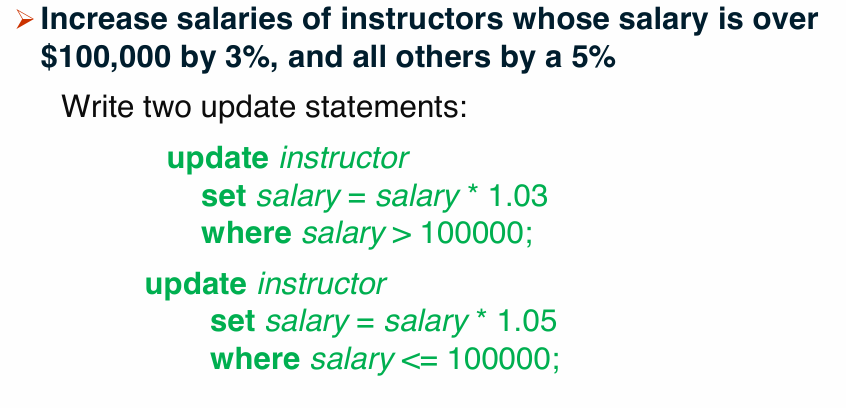 ➢ Increase salaries of instructors whose salary is over
$100,000 by 3%, and all others by a 5%
Write two update statements:
update instructor
set salary = salary * 1.03
where salary > 100000;
update instructor
set salary = salary * 1.05
where salary <= 100000;